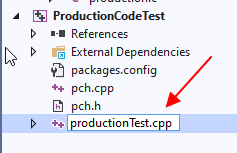 ProductionCodeTest
References
External Dependencies
packages.config
pch.cpp
pch.h
productionTest.cpp